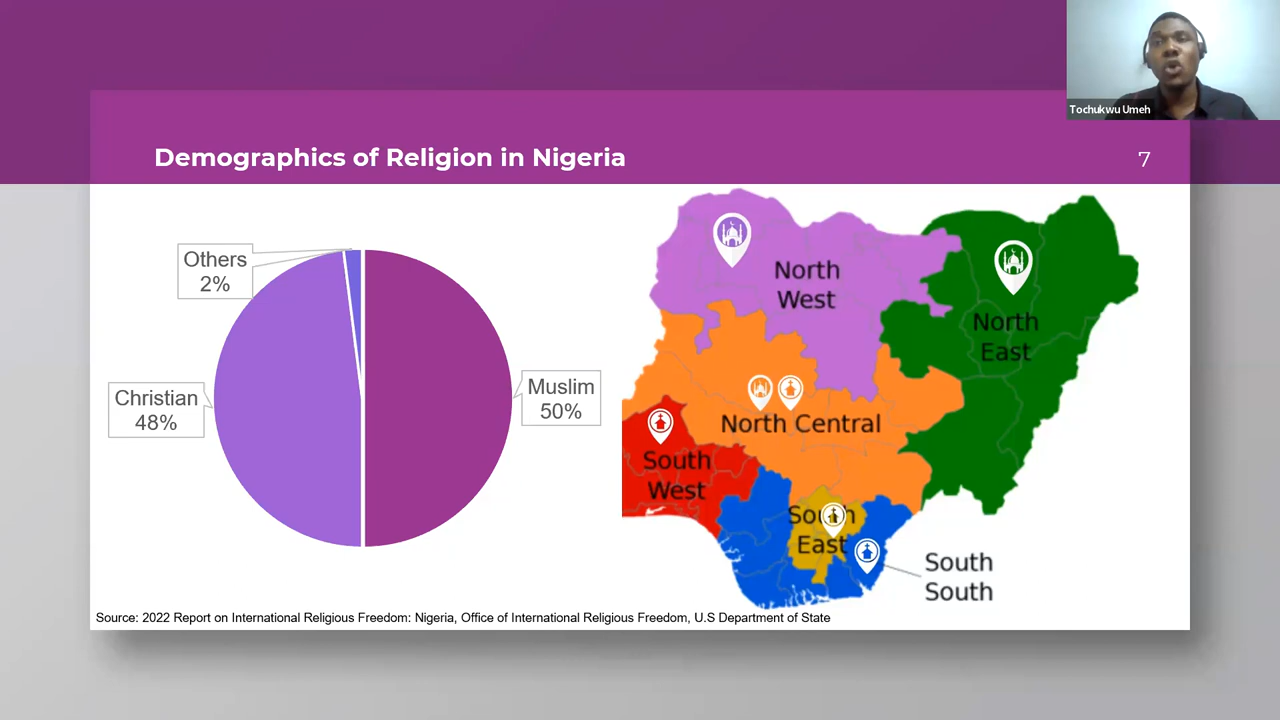 Tochukwu Umeh
Demographics of Religion in Nigeria
7
Others
2%
Christian
48%
Muslim
50%
North
West
North
East
North Central
South
West
South
East
South
South
Source: 2022 Report on International Religious Freedom: Nigeria, Office of International Religious Freedom, U.S Department of State